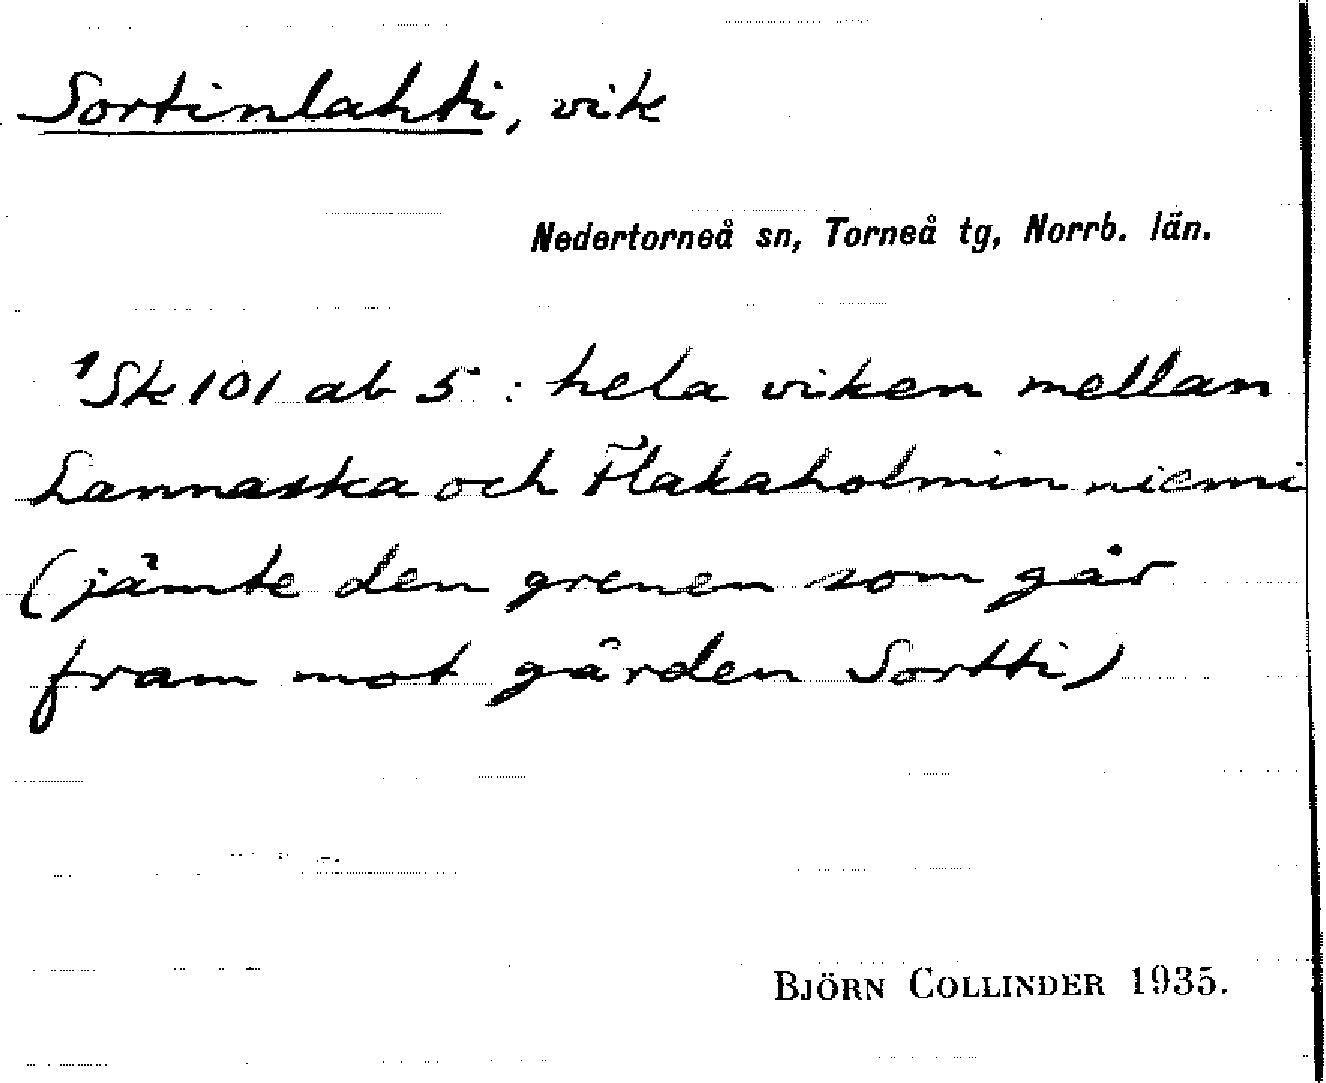 Sortinlahti, vik
Nedertorneå sn, Torneå tg, Norrb. län.
1Sk 101 ab 5 : hela viken mellan
Lannaska och Flakaholmin niemi
(jämte den grenen som går
fram mot gården Sortti)
BJÖRN COLLINDER 1935.